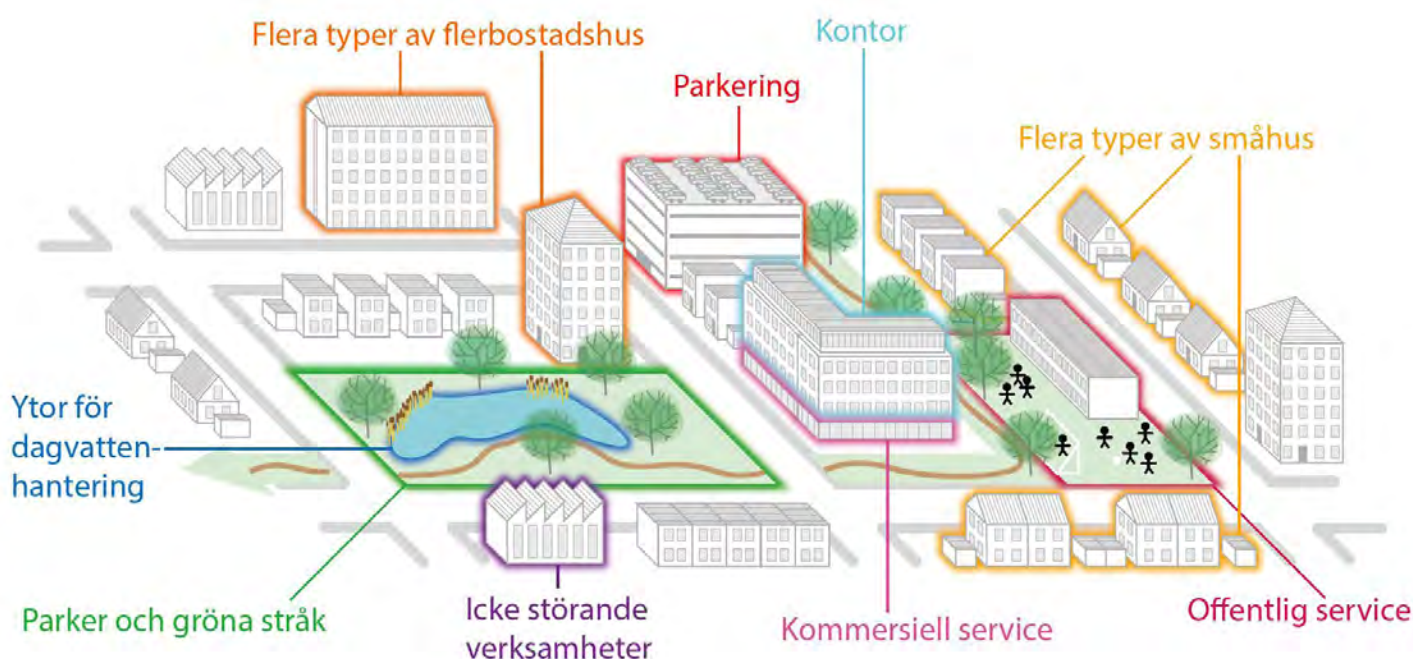 Flera typer av flerbostadshus
Kontor
Parkering
Flera typer av småhus
Ytor för
dagvatten-
hantering
Parker och gröna stråk
Icke störande
verksamheter
Kommersiell service
Offentlig service